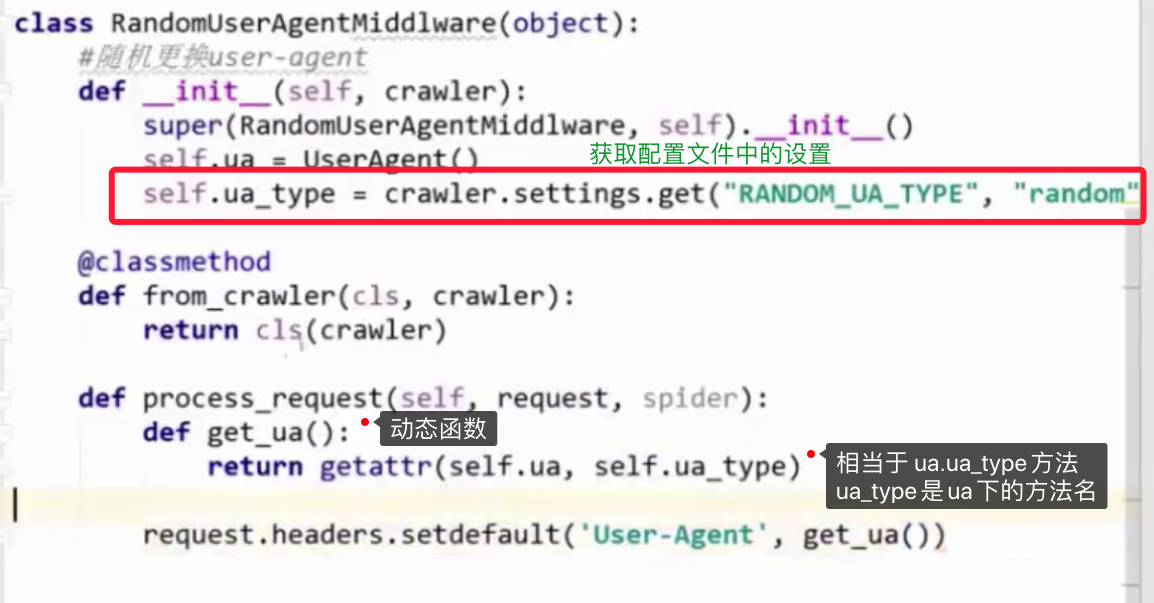 class RandomUserAgentMiddlware(object):
#随机更换user-agent
def __init__(self, crawler):
super(RandomUserAgentMiddlware, self).__init__()
self.ua = UserAgent()
获取配置文件中的设置
self.ua_type = crawler.settings.get("RANDOM_UA_TYPE", "random"
@classmethod
def from_crawler(cls, crawler):
return cls(crawler)
def process_request(self, request, spider):
def get_ua():
动态函数
return getattr(self.ua, self.ua_type)
相当于 ua.ua_type 方法
ua_type 是 ua 下的方法名
request.headers.setdefault('User-Agent', get_ua())